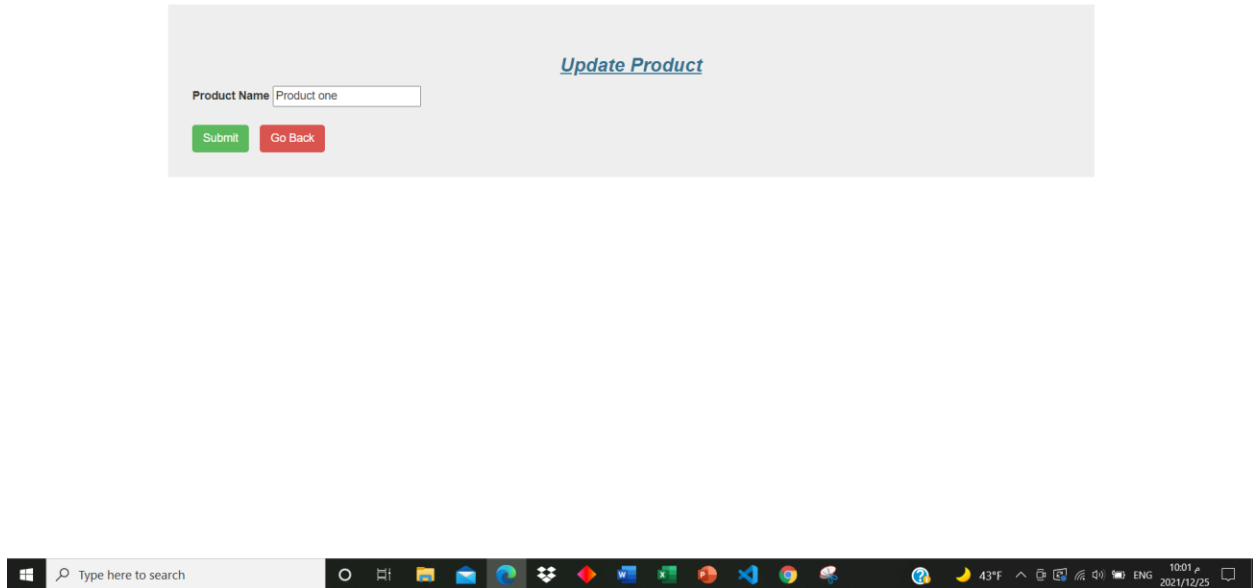 Update Product
Product Name Product one
Submit Go Back
Type here to search
43°F ENG 10:01 م
2021/12/25